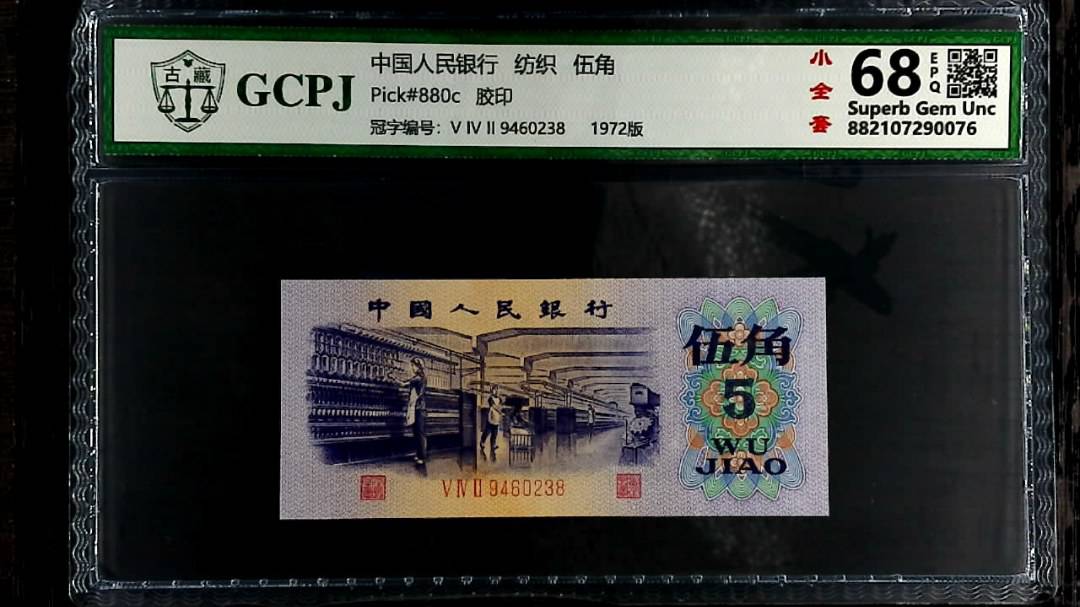 古藏
GCPJ
中国人民银行 纺织 伍角
Pick#880c 胶印
冠字编号: V IV II 9460238 1972版
小全套
68
EPQ
Superb Gem Unc
882107290076
中國人民銀行
伍角
5
WU
JIAO
V IV II 9460238